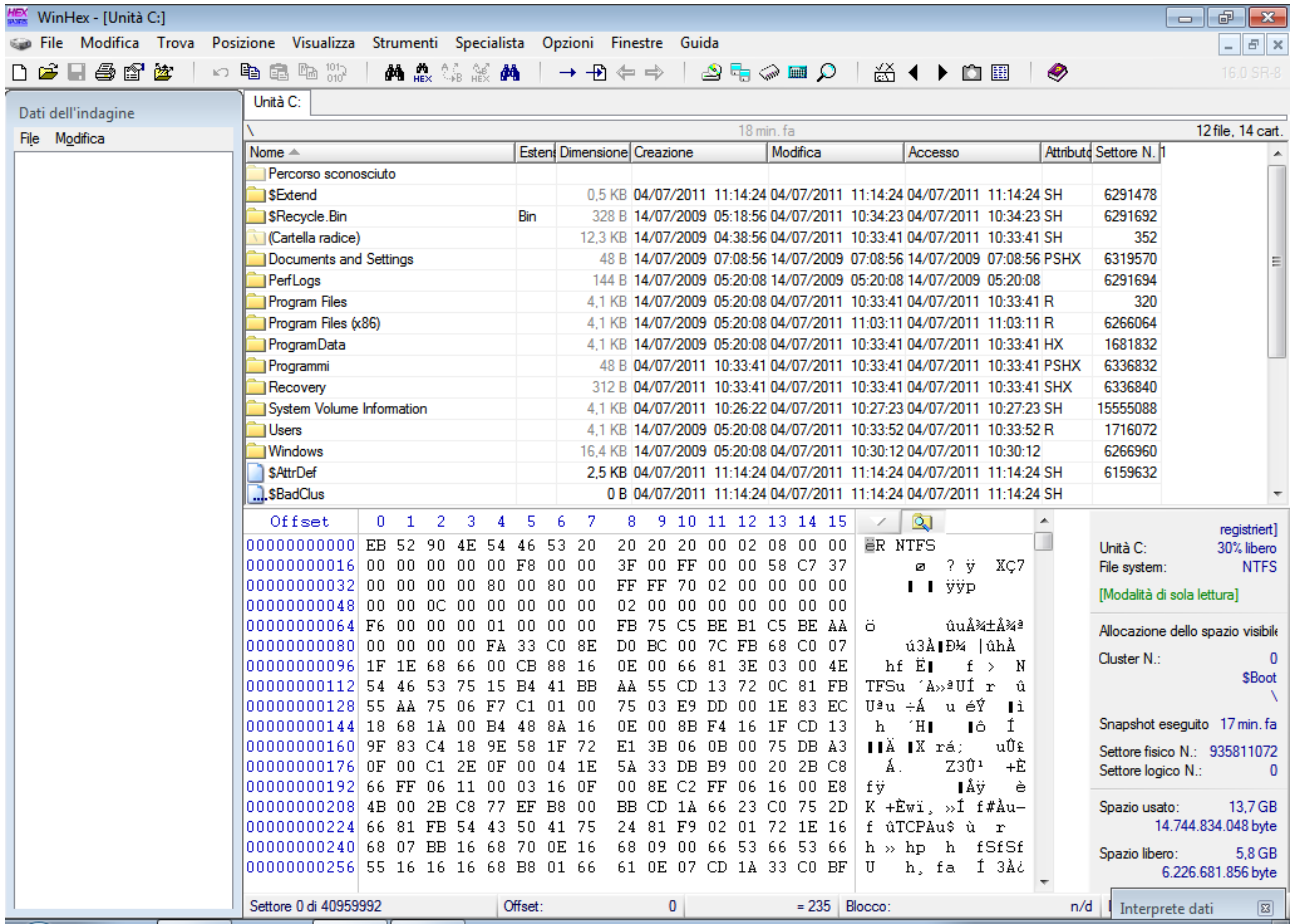 WinHex - [Unità C:]
File Modifica Trova Posizione Visualizza Strumenti Specialista Opzioni Finestre Guida
16.0 SR-8
Dati dell'indagine
File Modifica
Unità C:
\ 18 min. fa 12 file, 14 cart.
Nome Esten Dimensione Creazione Modifica Accesso Attributo Settore N. 1
Percorso sconosciuto
$Extend 0,5 KB 04/07/2011 11:14:24 04/07/2011 11:14:24 04/07/2011 11:14:24 SH 6291478
$Recycle.Bin Bin 328 B 14/07/2009 05:18:56 04/07/2011 10:34:23 04/07/2011 10:34:23 SH 6291692
(Cartella radice) 12,3 KB 14/07/2009 04:38:56 04/07/2011 10:33:41 04/07/2011 10:33:41 SH 352
Documents and Settings 48 B 14/07/2009 07:08:56 14/07/2009 07:08:56 14/07/2009 07:08:56 PSHX 6319570
PerfLogs 144 B 14/07/2009 05:20:08 14/07/2009 05:20:08 14/07/2009 05:20:08 6291694
Program Files 4,1 KB 14/07/2009 05:20:08 04/07/2011 10:33:41 04/07/2011 10:33:41 R 320
Program Files (x86) 4,1 KB 14/07/2009 05:20:08 04/07/2011 11:03:11 04/07/2011 11:03:11 R 6266064
ProgramData 4,1 KB 14/07/2009 05:20:08 04/07/2011 10:33:41 04/07/2011 10:33:41 HX 1681832
Programmi 48 B 04/07/2011 10:33:41 04/07/2011 10:33:41 04/07/2011 10:33:41 PSHX 6336832
Recovery 312 B 04/07/2011 10:33:41 04/07/2011 10:33:41 04/07/2011 10:33:41 SHX 6336840
System Volume Information 4,1 KB 04/07/2011 10:26:22 04/07/2011 10:27:23 04/07/2011 10:27:23 SH 15555088
Users 4,1 KB 14/07/2009 05:20:08 04/07/2011 10:33:52 04/07/2011 10:33:52 R 1716072
Windows 16,4 KB 14/07/2009 05:20:08 04/07/2011 10:30:12 04/07/2011 10:30:12 6266960
$AttrDef 2,5 KB 04/07/2011 11:14:24 04/07/2011 11:14:24 04/07/2011 11:14:24 SH 6159632
$BadClus 0 B 04/07/2011 11:14:24 04/07/2011 11:14:24 04/07/2011 11:14:24 SH
Offset 0 1 2 3 4 5 6 7 8 9 10 11 12 13 14 15
00000000000 EB 52 90 4E 54 46 53 20 20 20 20 00 02 08 00 00 ëR NTFS
00000000016 00 00 00 00 00 F8 00 00 3F 00 FF 00 00 58 C7 37 ø ? ÿ XÇ7
00000000032 00 00 00 00 80 00 80 00 FF FF 70 02 00 00 00 00 ÿÿp
00000000048 00 00 0C 00 00 00 00 00 02 00 00 00 00 00 00 00
00000000064 F6 00 00 00 01 00 00 00 FB 75 C5 BE B1 C5 BE AA ö ûuÅ¾±Å¾ª
00000000080 00 00 00 00 FA 33 C0 8E D0 BC 00 7C FB 68 C0 07 ú3À Ð¼ |ûhÀ
00000000096 1F 1E 68 66 00 CB 88 16 0E 00 66 81 3E 03 00 4E hf Ë f > N
00000000112 54 46 53 75 15 B4 41 BB AA 55 CD 13 72 0C 81 FB TFSu ´A»ªUÍ r û
00000000128 55 AA 75 06 F7 C1 01 00 75 03 E9 DD 00 1E 83 EC Uªu ÷Á u éÝ ì
00000000144 18 68 1A 00 B4 48 8A 16 0E 00 8B F4 16 1F CD 13 h ´H ô Í
00000000160 9F 83 C4 18 9E 58 1F 72 E1 3B 06 0B 00 75 DB A3 Ä X rá; uÛ£
00000000176 0F 00 C1 2E 0F 00 04 1E 5A 33 DB B9 00 20 2B C8 Á. Z3Û¹ +È
00000000192 66 FF 06 11 00 03 16 0F 00 8E C2 FF 06 16 00 E8 fÿ Âÿ è
00000000208 4B 00 2B C8 77 EF B8 00 BB CD 1A 66 23 C0 75 2D K +Èwï¸ »Í f#Àu-
00000000224 66 81 FB 54 43 50 41 75 24 81 F9 02 01 72 1E 16 f ûTCPAu$ ù r
00000000240 68 07 BB 16 68 70 0E 16 68 09 00 66 53 66 53 66 h » hp h fSfSf
00000000256 55 16 16 16 68 B8 01 66 61 0E 07 CD 1A 33 C0 BF U h¸ fa Í 3À¿
registriert]
Unità C: 30% libero
File system: NTFS
[Modalità di sola lettura]
Allocazione dello spazio visibile
Cluster N.: 0
$Boot
\
Snapshot eseguito 17 min. fa
Settore fisico N.: 935811072
Settore logico N.: 0
Spazio usato: 13,7 GB
14.744.834.048 byte
Spazio libero: 5,8 GB
6.226.681.856 byte
Settore 0 di 40959992 Offset: 0 = 235 Blocco: n/d
Interprete dati